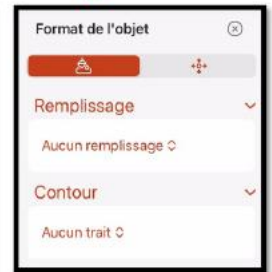 Format de l'objet
Remplissage
Aucun remplissage
Contour
Aucun trait